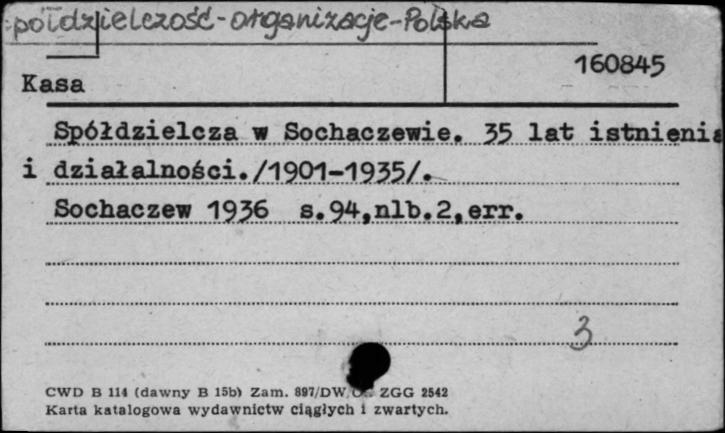 spółdzielczość-organizacje-Polska
160845
Kasa
Spółdzielcza w Sochaczewie. 35 lat istnienia
i działalności./1901-1935/.
Sochaczew 1936 s.94,nlb.2,err.
3
CWD B 114 (dawny B 15b) Zam. 897/DW/ ZGG 2542
Karta katalogowa wydawnictw ciągłych i zwartych.